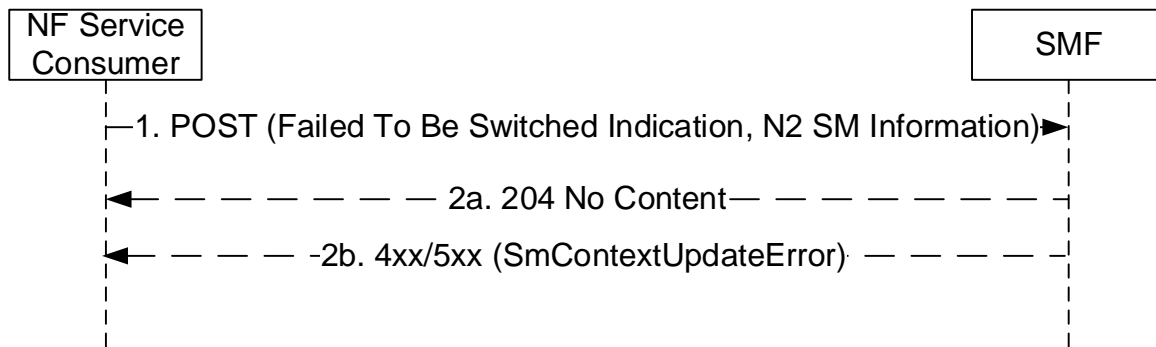 NF Service
Consumer
SMF
1. POST (Failed To Be Switched Indication, N2 SM Information)
2a. 204 No Content
2b. 4xx/5xx (SmContextUpdateError)